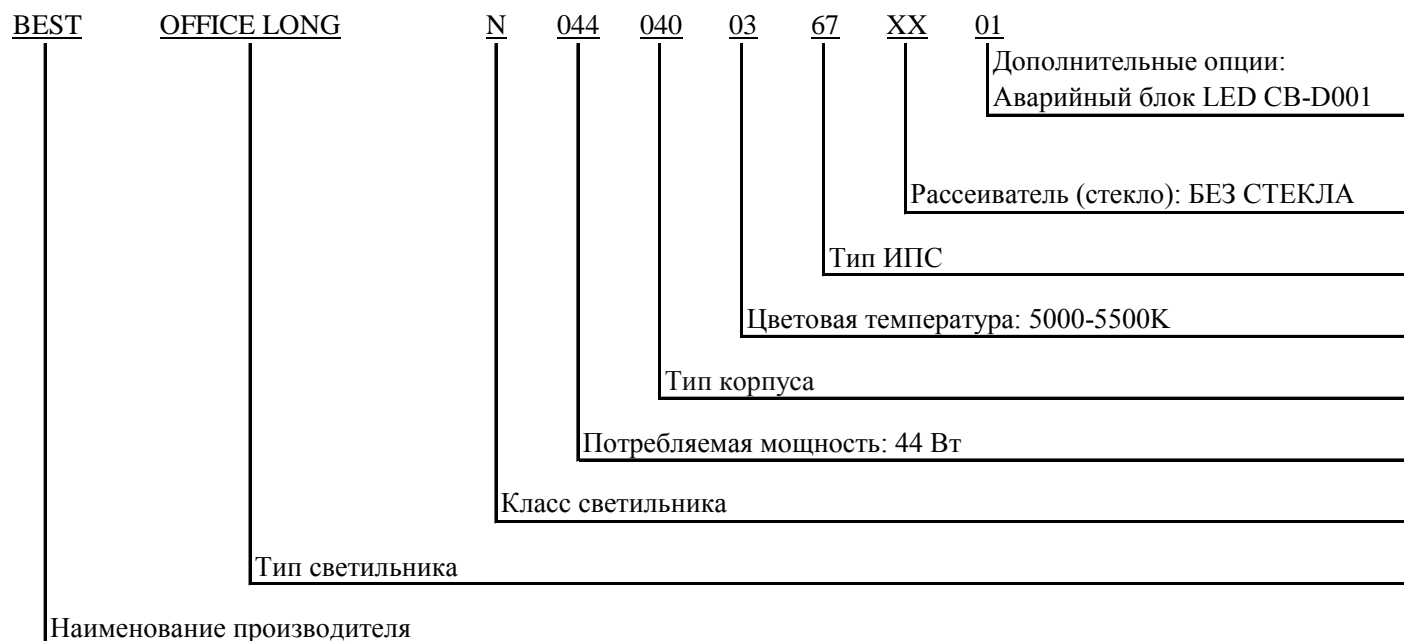 BEST OFFICE LONG N 044 040 03 67 XX 01
Дополнительные опции:
Аварийный блок LED CB-D001
Рассеиватель (стекло): БЕЗ СТЕКЛА
Тип ИПС
Цветовая температура: 5000-5500K
Тип корпуса
Потребляемая мощность: 44 Вт
Класс светильника
Тип светильника
Наименование производителя